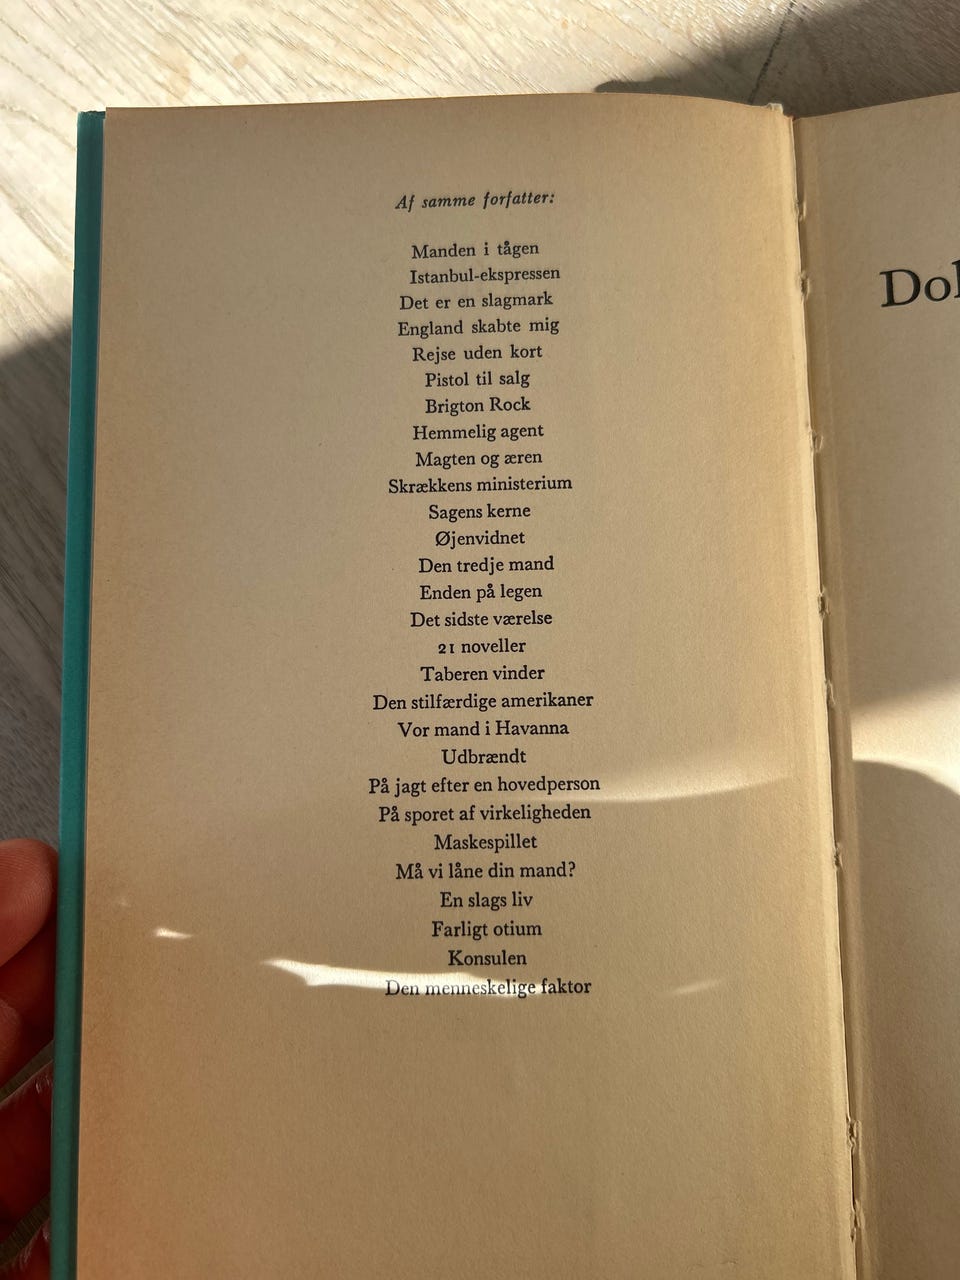 Af samme forfatter:
Manden i tågen
Istanbul-ekspressen
Det er en slagmark
England skabte mig
Rejse uden kort
Pistol til salg
Brigton Rock
Hemmelig agent
Magten og æren
Skrækkens ministerium
Sagens kerne
Øjenvidnet
Den tredje mand
Enden på legen
Det sidste værelse
21 noveller
Taberen vinder
Den stilfærdige amerikaner
Vor mand i Havanna
Udbrændt
På jagt efter en hovedperson
På sporet af virkeligheden
Maskespillet
Må vi låne din mand?
En slags liv
Farligt otium
Konsulen
Den menneskelige faktor